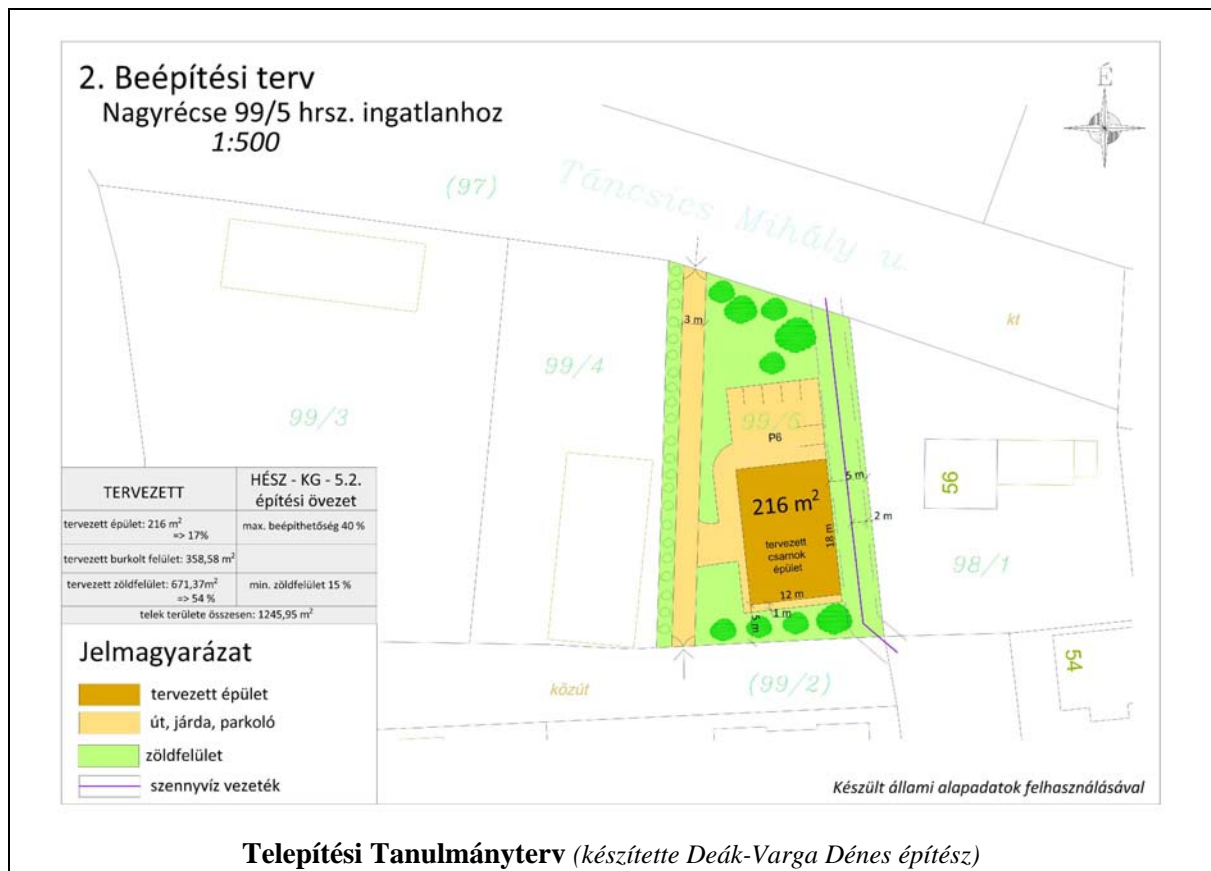 2. Beépítési terv
Nagyrécse 99/5 hrsz. ingatlanhoz
1:500
É
(97)
Táncsics Mihály u.
kt
3 m
99/4
99/3
99/5
P6
5 m
2 m
56
216 m²
tervezett
csarnok
épület
18 m
12 m
1 m
5 m
98/1
54
közút
(99/2)
TERVEZETT
HÉSZ - KG - 5.2.
építési övezet
tervezett épület: 216 m²
=> 17%
max. beépíthetőség 40 %
tervezett burkolt felület: 358,58 m²
tervezett zöldfelület: 671,37m²
=> 54 %
min. zöldfelület 15 %
telek területe összesen: 1245,95 m²
Jelmagyarázat
tervezett épület
út, járda, parkoló
zöldfelület
szennyvíz vezeték
Készült állami alapadatok felhasználásával
Telepítési Tanulmányterv (készítette Deák-Varga Dénes építész)